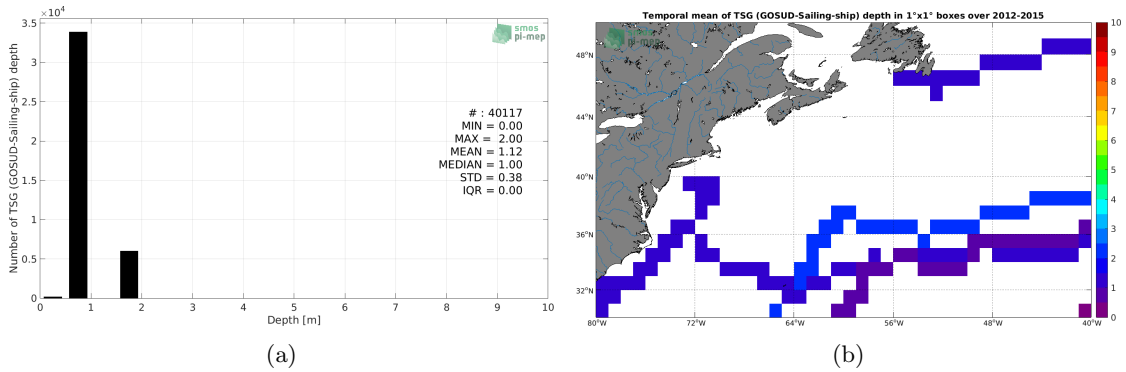 ×10⁴
3.5
3
2.5
2
1.5
1
0.5
0
Number of TSG (GOSUD-Sailing-ship) depth
smos
pi-mep
# : 40117
MIN = 0.00
MAX = 2.00
MEAN = 1.12
MEDIAN = 1.00
STD = 0.38
IQR = 0.00
0 1 2 3 4 5 6 7 8 9 10
Depth [m]
(a)
Temporal mean of TSG (GOSUD-Sailing-ship) depth in 1°x1° boxes over 2012-2015
smos
pi-mep
48°N
44°N
40°N
36°N
32°N
80°W 72°W 64°W 56°W 48°W 40°W
10
9
8
7
6
5
4
3
2
1
0
(b)